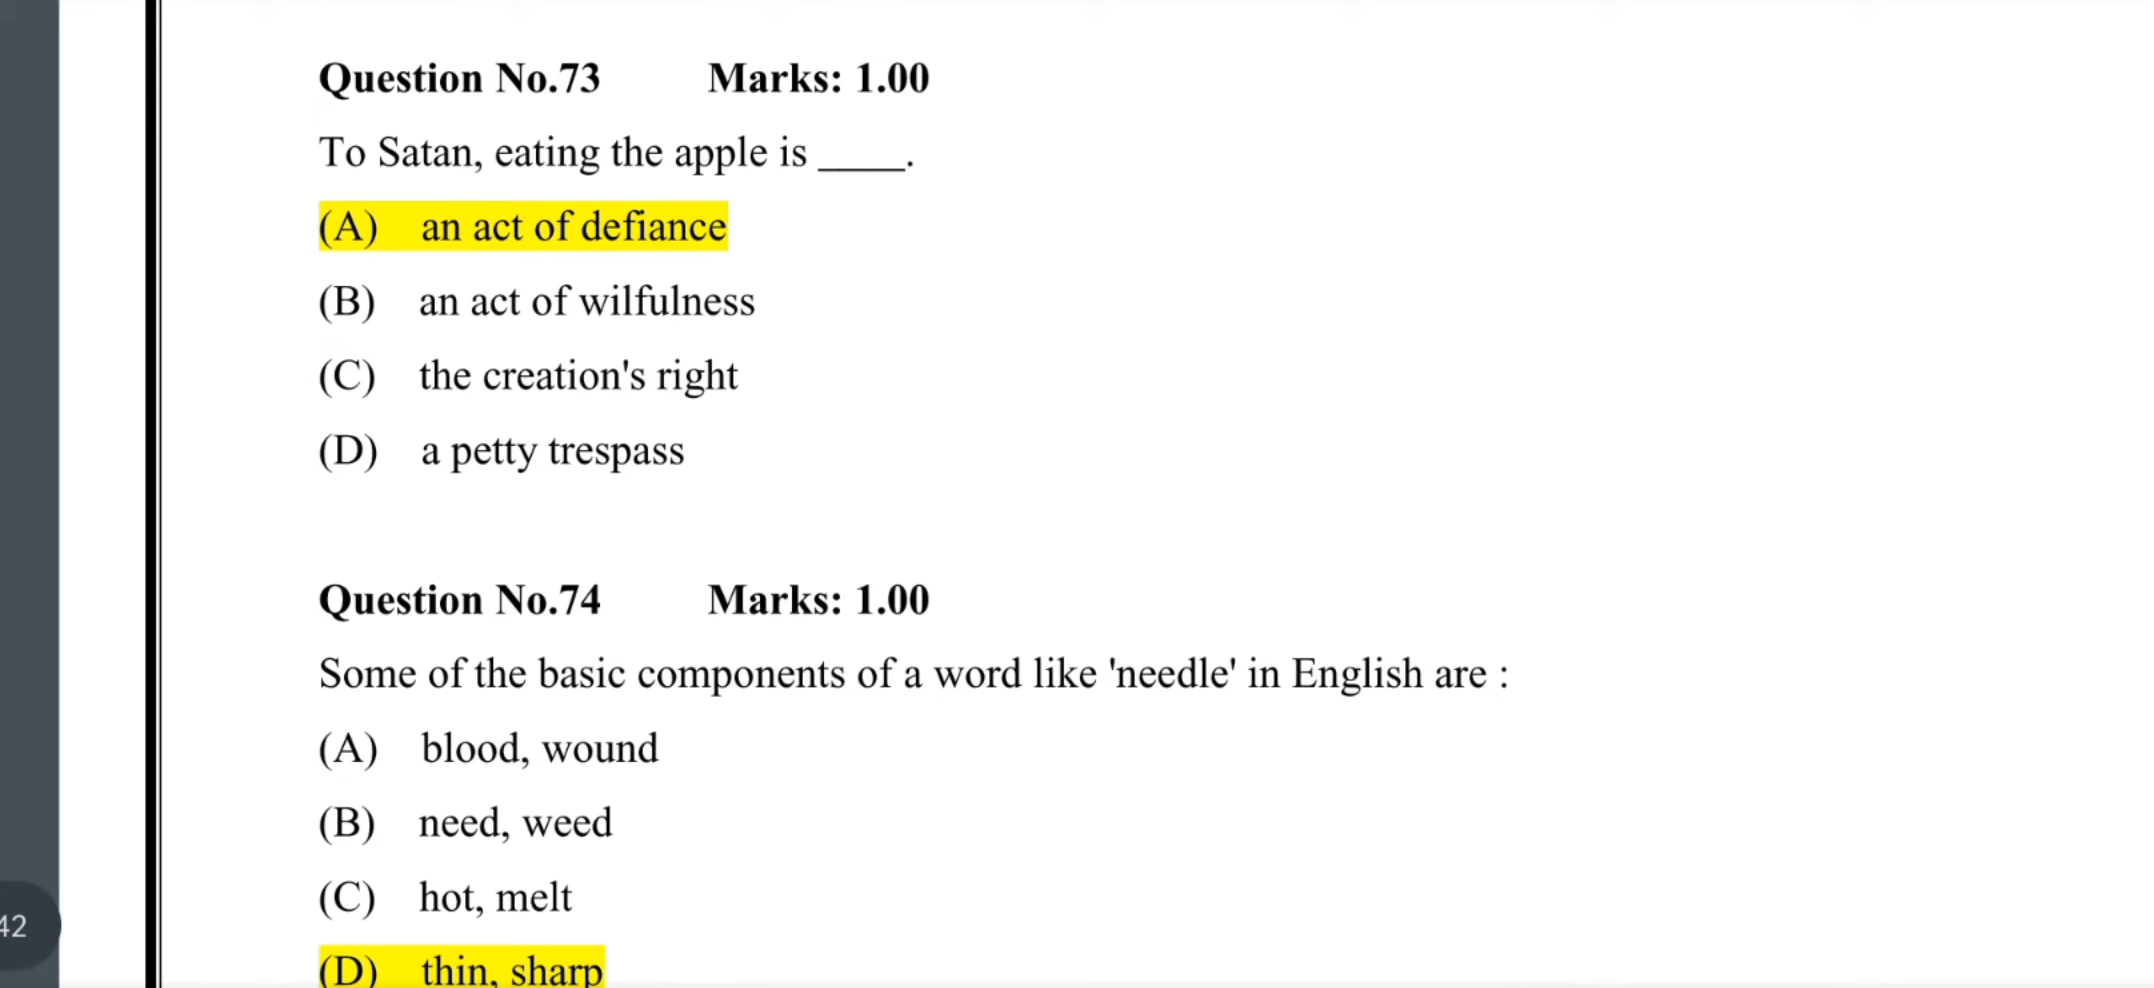 Question No.73 Marks: 1.00
To Satan, eating the apple is _____.
(A) an act of defiance
(B) an act of wilfulness
(C) the creation's right
(D) a petty trespass
Question No.74 Marks: 1.00
Some of the basic components of a word like 'needle' in English are :
(A) blood, wound
(B) need, weed
(C) hot, melt
42
(D) thin, sharp